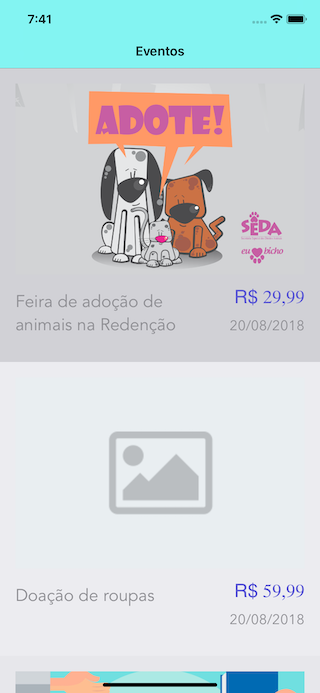 7:41
Eventos
ADOTE!
SEDA
eu bicho
Feira de adoção de
animais na Redenção
R$ 29,99
20/08/2018
Doação de roupas
R$ 59,99
20/08/2018